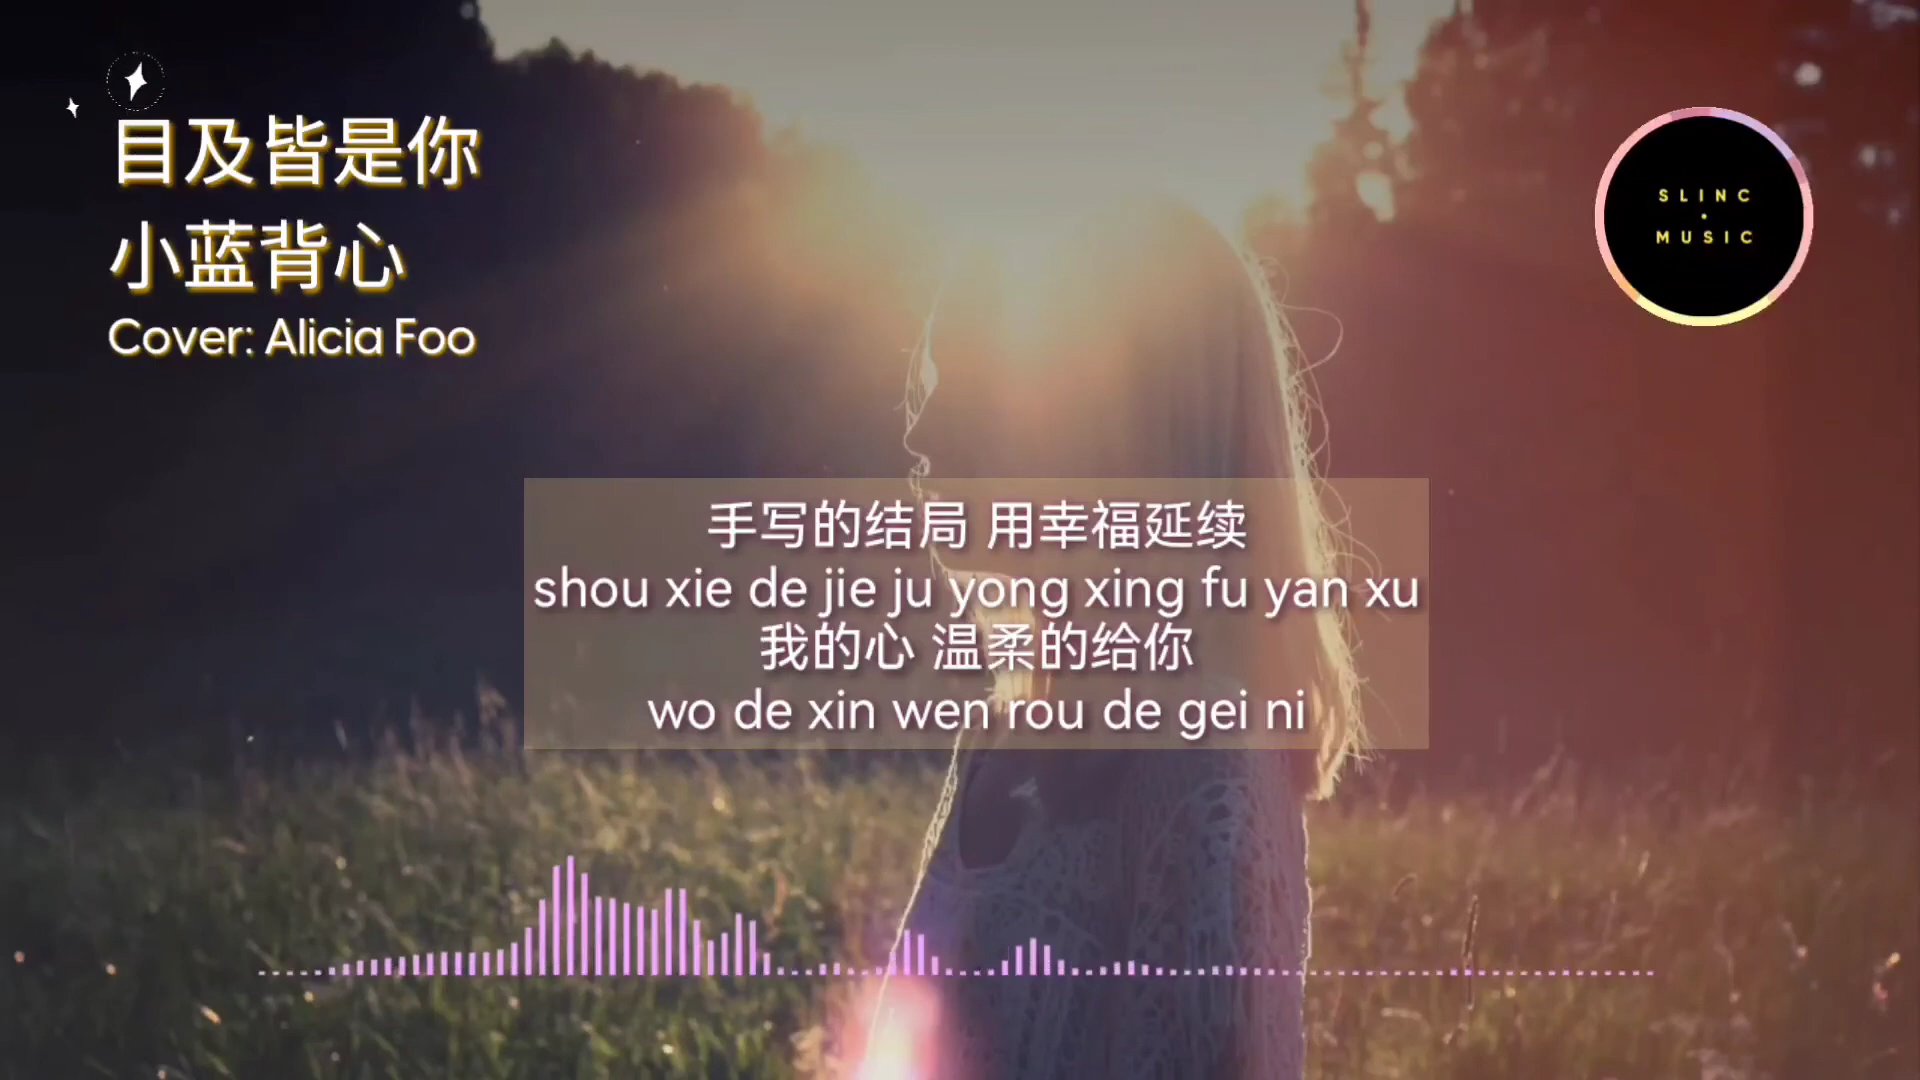 目及皆是你
小蓝背心
Cover: Alicia Foo
SLINC
•
MUSIC
手写的结局 用幸福延续
shou xie de jie ju yong xing fu yan xu
我的心 温柔的给你
wo de xin wen rou de gei ni